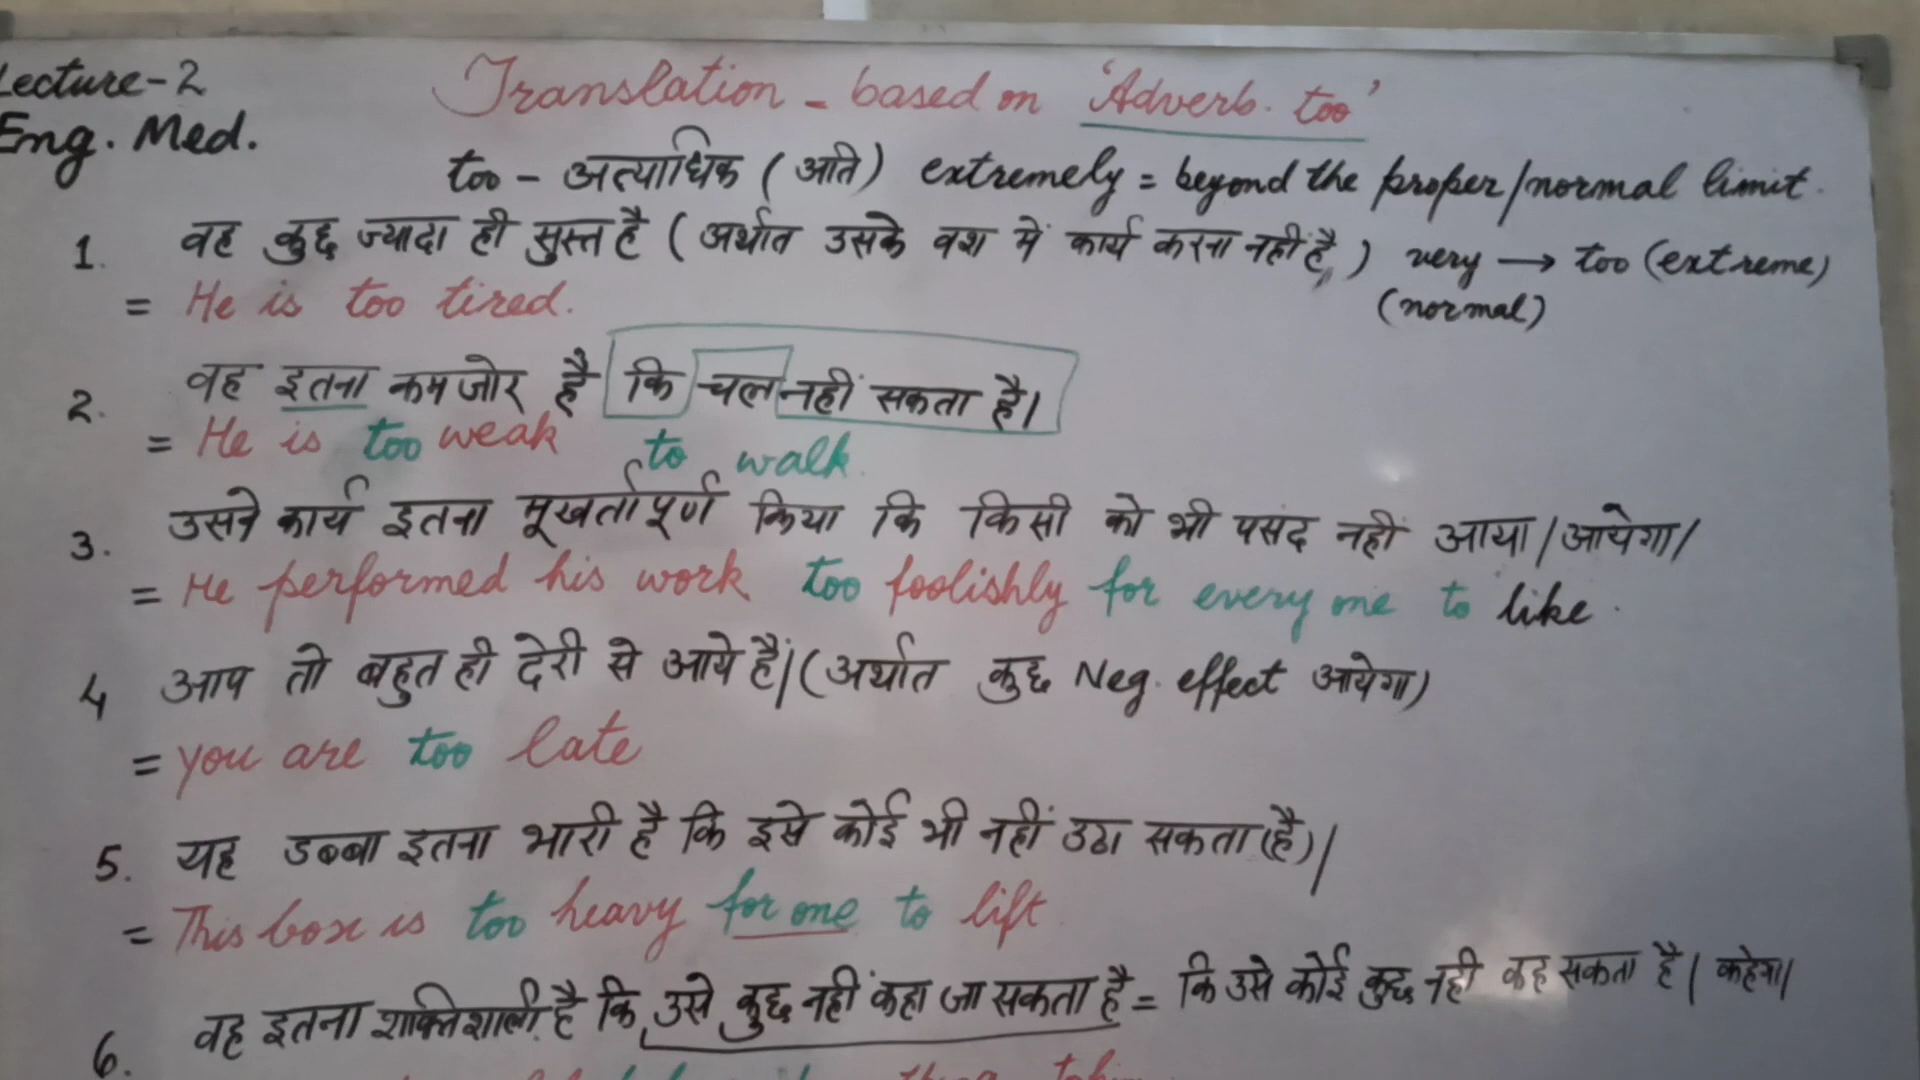 Lecture-2
Eng. Med.
Translation - based on 'Adverb. too'
too - अत्याधिक (अति) extremely = beyond the proper/normal limit.
1. वह कुछ ज्यादा ही सुस्त है (अर्थात उसके वश में कार्य करना नहीं है) very → too (extreme)
(normal)
= He is too tired.
2. वह इतना कमजोर है कि चल नहीं सकता है।
= He is too weak to walk.
3. उसने कार्य इतना मूर्खतापूर्ण किया कि किसी को भी पसंद नहीं आया/आयेगा/
= He performed his work too foolishly for every one to like.
4 आप तो बहुत ही देरी से आये हैं/(अर्थात कुछ Neg. effect आयेगा)
= you are too late
5. यह डब्बा इतना भारी है कि इसे कोई भी नहीं उठा सकता (है)/
= This box is too heavy for one to lift
6. वह इतना शक्तिशाली है कि उसे कुछ नहीं कहा जा सकता है = कि उसे कोई कुछ नही कह सकता है/ कहेगा/